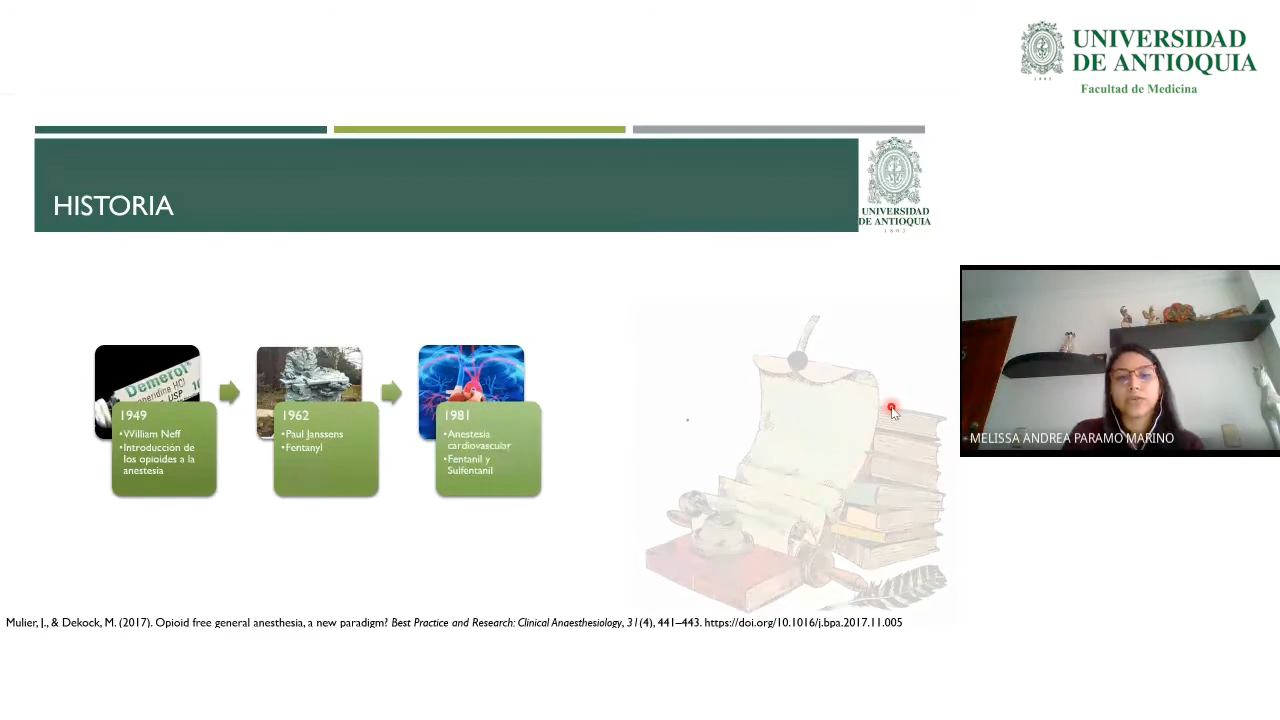 UNIVERSIDAD
DE ANTIOQUIA
1803
Facultad de Medicina
HISTORIA
UNIVERSIDAD
DE ANTIOQUIA
1803
Demerol
USP
1949
•William Neff
•Introducción de
los opioides a la
anestesia
1962
•Paul Janssens
•Fentanyl
1981
•Anestesia
cardiovascular
•Fentanil y
Sulfentanil
MELISSA ANDREA PARAMO MARINO
Mulier, J., & Dekock, M. (2017). Opioid free general anesthesia, a new paradigm? Best Practice and Research: Clinical Anaesthesiology, 31(4), 441–443. https://doi.org/10.1016/j.bpa.2017.11.005